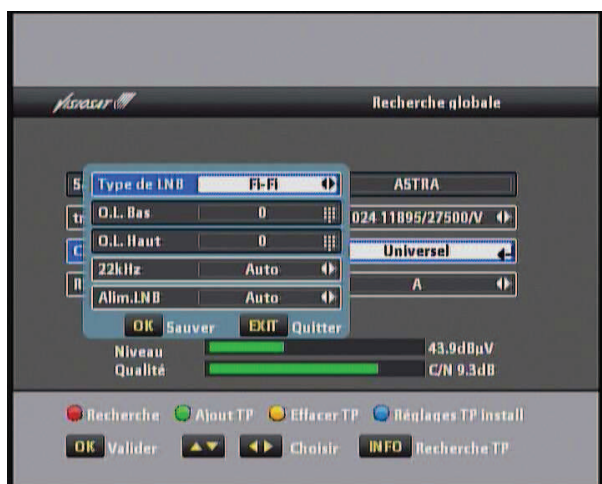 VISIOSAT Recherche globale
Type de LNB Fi-Fi ASTRA
O.L. Bas 0 024 11895/27500/V
O.L. Haut 0 Universel
22kHz Auto A
Alim.LNB Auto
OK Sauver EXIT Quitter
Niveau 43.9dBµV
Qualité C/N 9.3dB
Recherche Ajout TP Effacer TP Réglages TP Install
OK Valider Choisir INFO Recherche TP